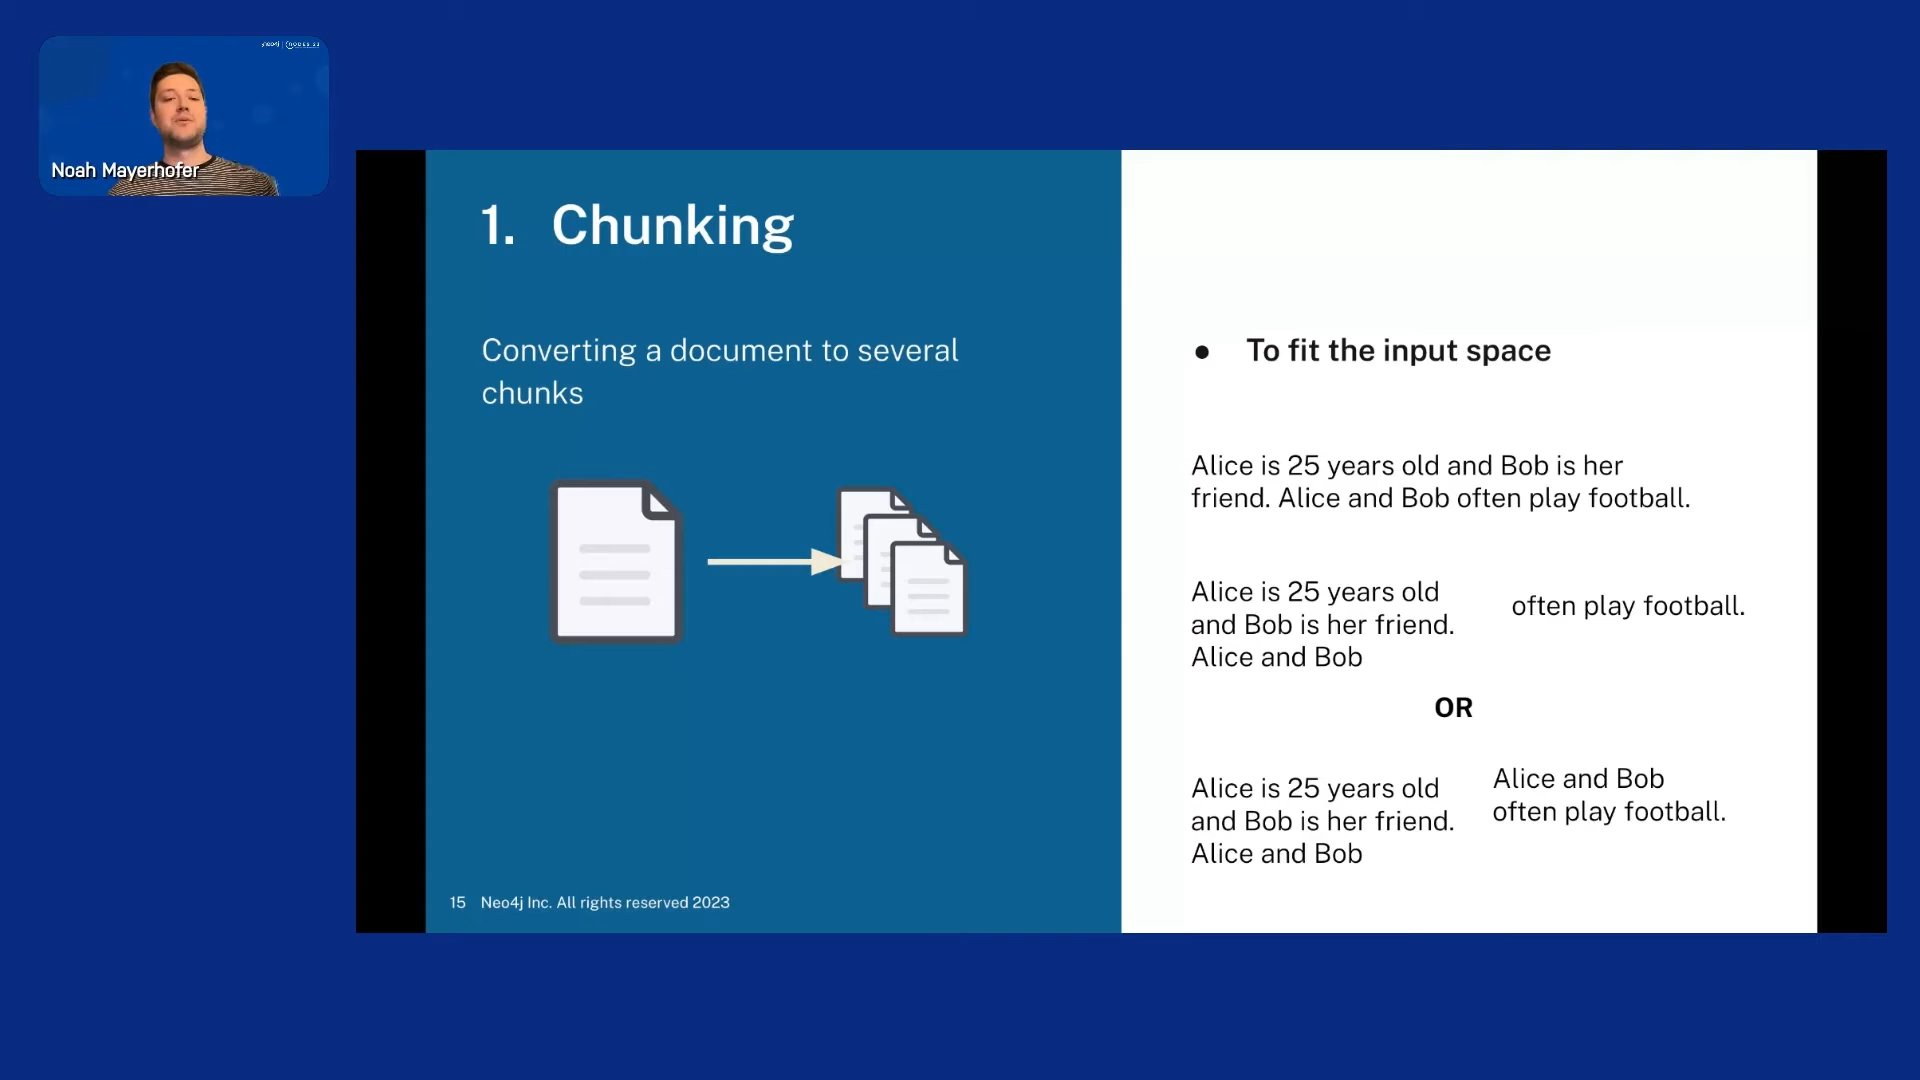 neo4j
NODES 23
Noah Mayerhofer
1. Chunking
Converting a document to several
chunks
15 Neo4j Inc. All rights reserved 2023
● To fit the input space
Alice is 25 years old and Bob is her
friend. Alice and Bob often play football.
Alice is 25 years old
and Bob is her friend.
Alice and Bob
often play football.
OR
Alice is 25 years old
and Bob is her friend.
Alice and Bob
Alice and Bob
often play football.